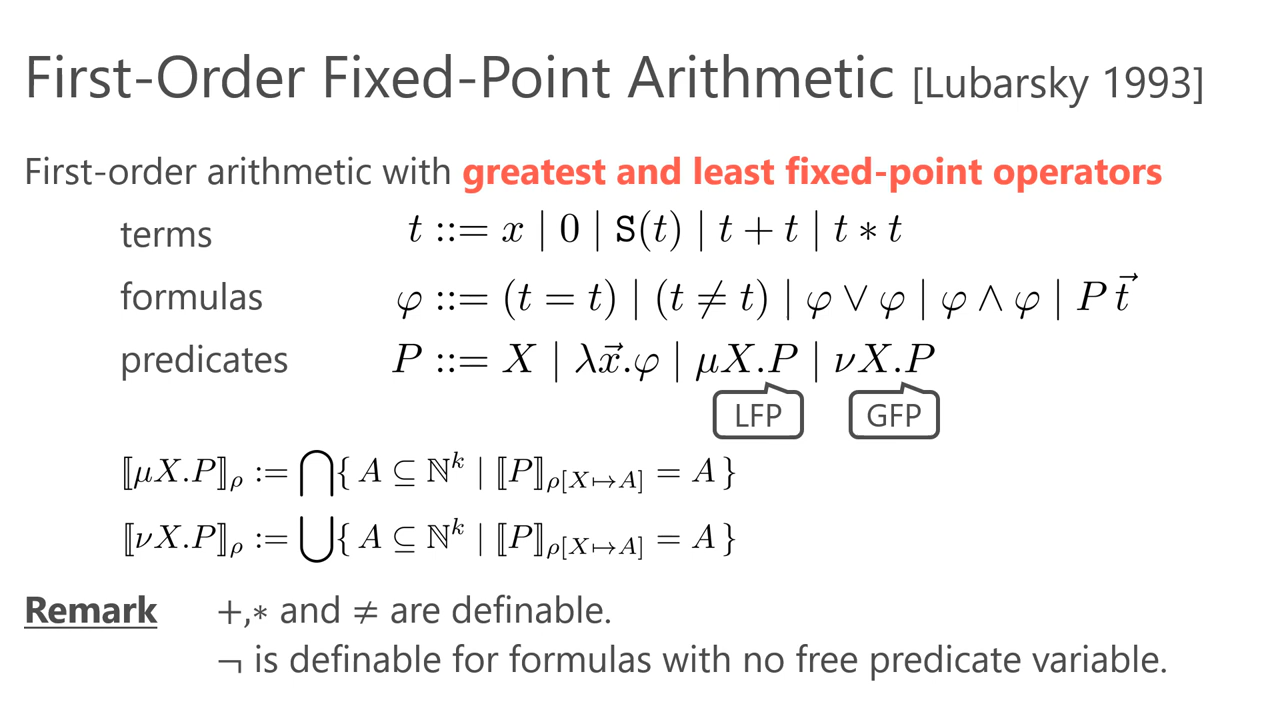 First-Order Fixed-Point Arithmetic [Lubarsky 1993]
First-order arithmetic with greatest and least fixed-point operators
terms t ::= x | 0 | S(t) | t + t | t ∗ t
formulas φ ::= (t = t) | (t ≠ t) | φ ∨ φ | φ ∧ φ | P t⃗
predicates P ::= X | λx⃗.φ | μX.P | νX.P
LFP GFP
⟦μX.P⟧ρ := ⋂{ A ⊆ ℕᵏ | ⟦P⟧ρ[X↦A] = A }
⟦νX.P⟧ρ := ⋃{ A ⊆ ℕᵏ | ⟦P⟧ρ[X↦A] = A }
Remark +,∗ and ≠ are definable.
¬ is definable for formulas with no free predicate variable.